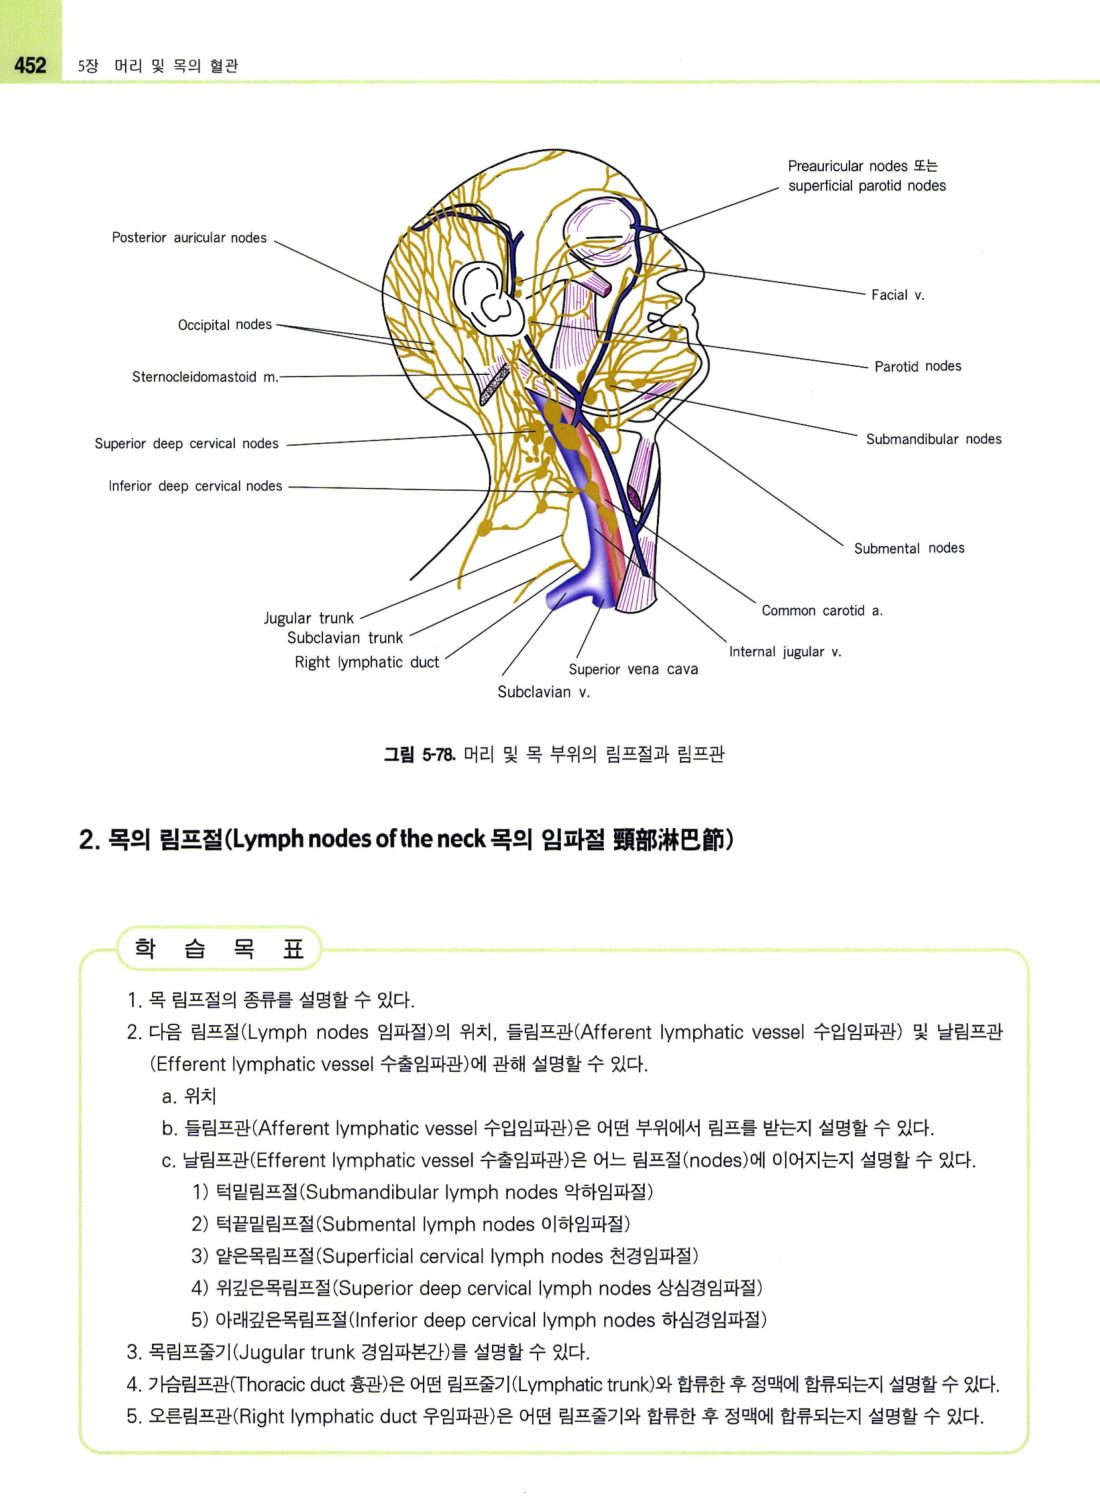 452 5장 머리 및 목의 혈관
Preauricular nodes 또는
superficial parotid nodes
Posterior auricular nodes
Facial v.
Occipital nodes
Parotid nodes
Sternocleidomastoid m.
Submandibular nodes
Superior deep cervical nodes
Inferior deep cervical nodes
Submental nodes
Common carotid a.
Jugular trunk
Subclavian trunk
Internal jugular v.
Right lymphatic duct
Superior vena cava
Subclavian v.
그림 5-78. 머리 및 목 부위의 림프절과 림프관
2. 목의 림프절(Lymph nodes of the neck 목의 임파절 頸部淋巴節)
학 습 목 표
1. 목 림프절의 종류를 설명할 수 있다.
2. 다음 림프절(Lymph nodes 임파절)의 위치, 들림프관(Afferent lymphatic vessel 수입임파관) 및 날림프관
(Efferent lymphatic vessel 수출임파관)에 관해 설명할 수 있다.
a. 위치
b. 들림프관(Afferent lymphatic vessel 수입임파관)은 어떤 부위에서 림프를 받는지 설명할 수 있다.
c. 날림프관(Efferent lymphatic vessel 수출임파관)은 어느 림프절(nodes)에 이어지는지 설명할 수 있다.
1) 턱밑림프절(Submandibular lymph nodes 악하임파절)
2) 턱끝밑림프절(Submental lymph nodes 이하임파절)
3) 얕은목림프절(Superficial cervical lymph nodes 천경임파절)
4) 위깊은목림프절(Superior deep cervical lymph nodes 상심경임파절)
5) 아래깊은목림프절(Inferior deep cervical lymph nodes 하심경임파절)
3. 목림프줄기(Jugular trunk 경임파본간)를 설명할 수 있다.
4. 가슴림프관(Thoracic duct 흉관)은 어떤 림프줄기(Lymphatic trunk)와 합류한 후 정맥에 합류되는지 설명할 수 있다.
5. 오른림프관(Right lymphatic duct 우임파관)은 어떤 림프줄기와 합류한 후 정맥에 합류되는지 설명할 수 있다.